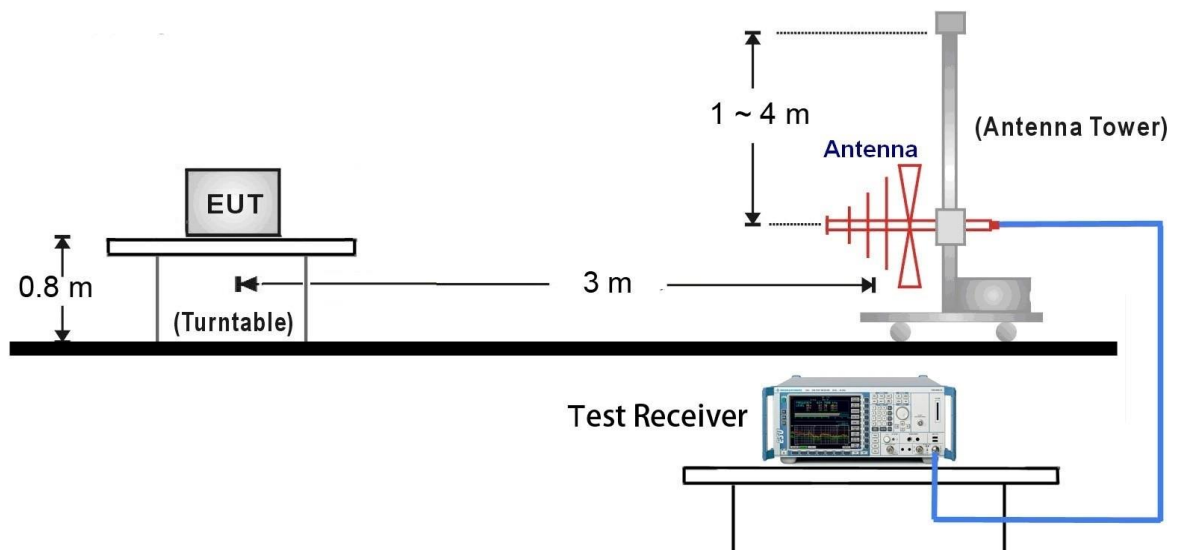 1 ~ 4 m
(Antenna Tower)
Antenna
EUT
0.8 m
3 m
(Turntable)
Test Receiver